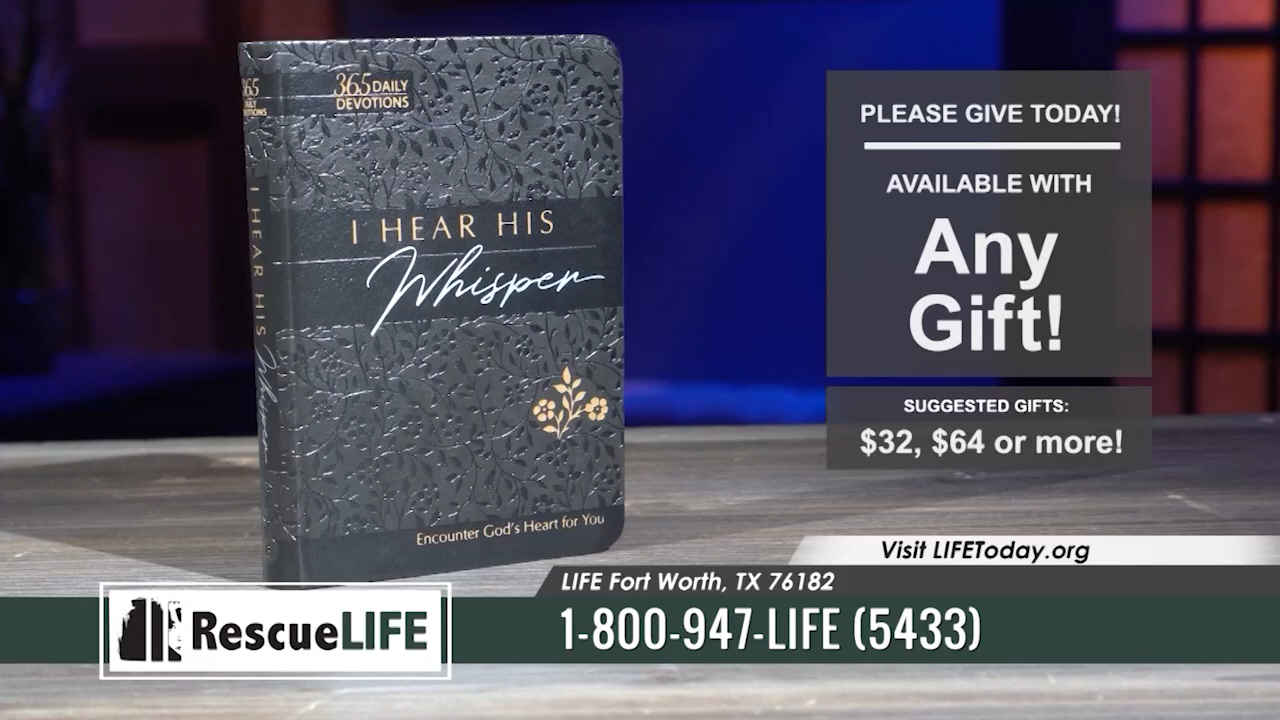 365 DAILY
DEVOTIONS
I HEAR HIS
Whisper
Encounter God's Heart for You
365
DAILY
DEVOTIONS
I HEAR HIS Whisper
PLEASE GIVE TODAY!
AVAILABLE WITH
Any
Gift!
SUGGESTED GIFTS:
$32, $64 or more!
Visit LIFEToday.org
LIFE Fort Worth, TX 76182
1-800-947-LIFE (5433)
RescueLIFE